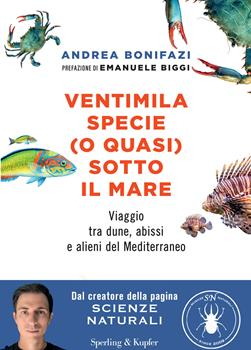 ANDREA BONIFAZI
PREFAZIONE DI EMANUELE BIGGI
VENTIMILA
SPECIE
(O QUASI)
SOTTO
IL MARE
Viaggio
tra dune, abissi
e alieni del Mediterraneo
Dal creatore della pagina
SCIENZE
NATURALI
SN
Sperling & Kupfer